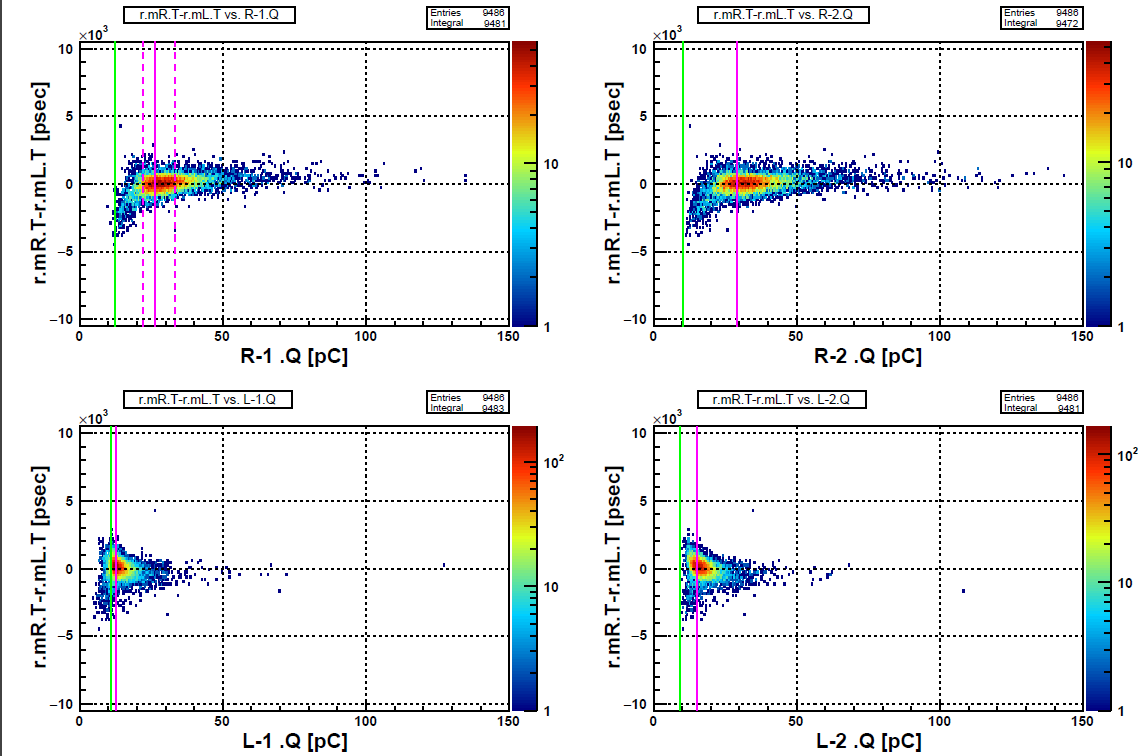 r.mR.T-r.mL.T vs. R-1.Q
Entries 9486
Integral 9481
×10³
10
5
0
−5
−10
r.mR.T-r.mL.T [psec]
0 50 100 150
R-1 .Q [pC]
10
1
r.mR.T-r.mL.T vs. R-2.Q
Entries 9486
Integral 9472
×10³
10
5
0
−5
−10
r.mR.T-r.mL.T [psec]
0 50 100 150
R-2 .Q [pC]
10
1
r.mR.T-r.mL.T vs. L-1.Q
Entries 9486
Integral 9483
×10³
10
5
0
−5
−10
r.mR.T-r.mL.T [psec]
0 50 100 150
L-1 .Q [pC]
10²
10
1
r.mR.T-r.mL.T vs. L-2.Q
Entries 9486
Integral 9481
×10³
10
5
0
−5
−10
r.mR.T-r.mL.T [psec]
0 50 100 150
L-2 .Q [pC]
10²
10
1